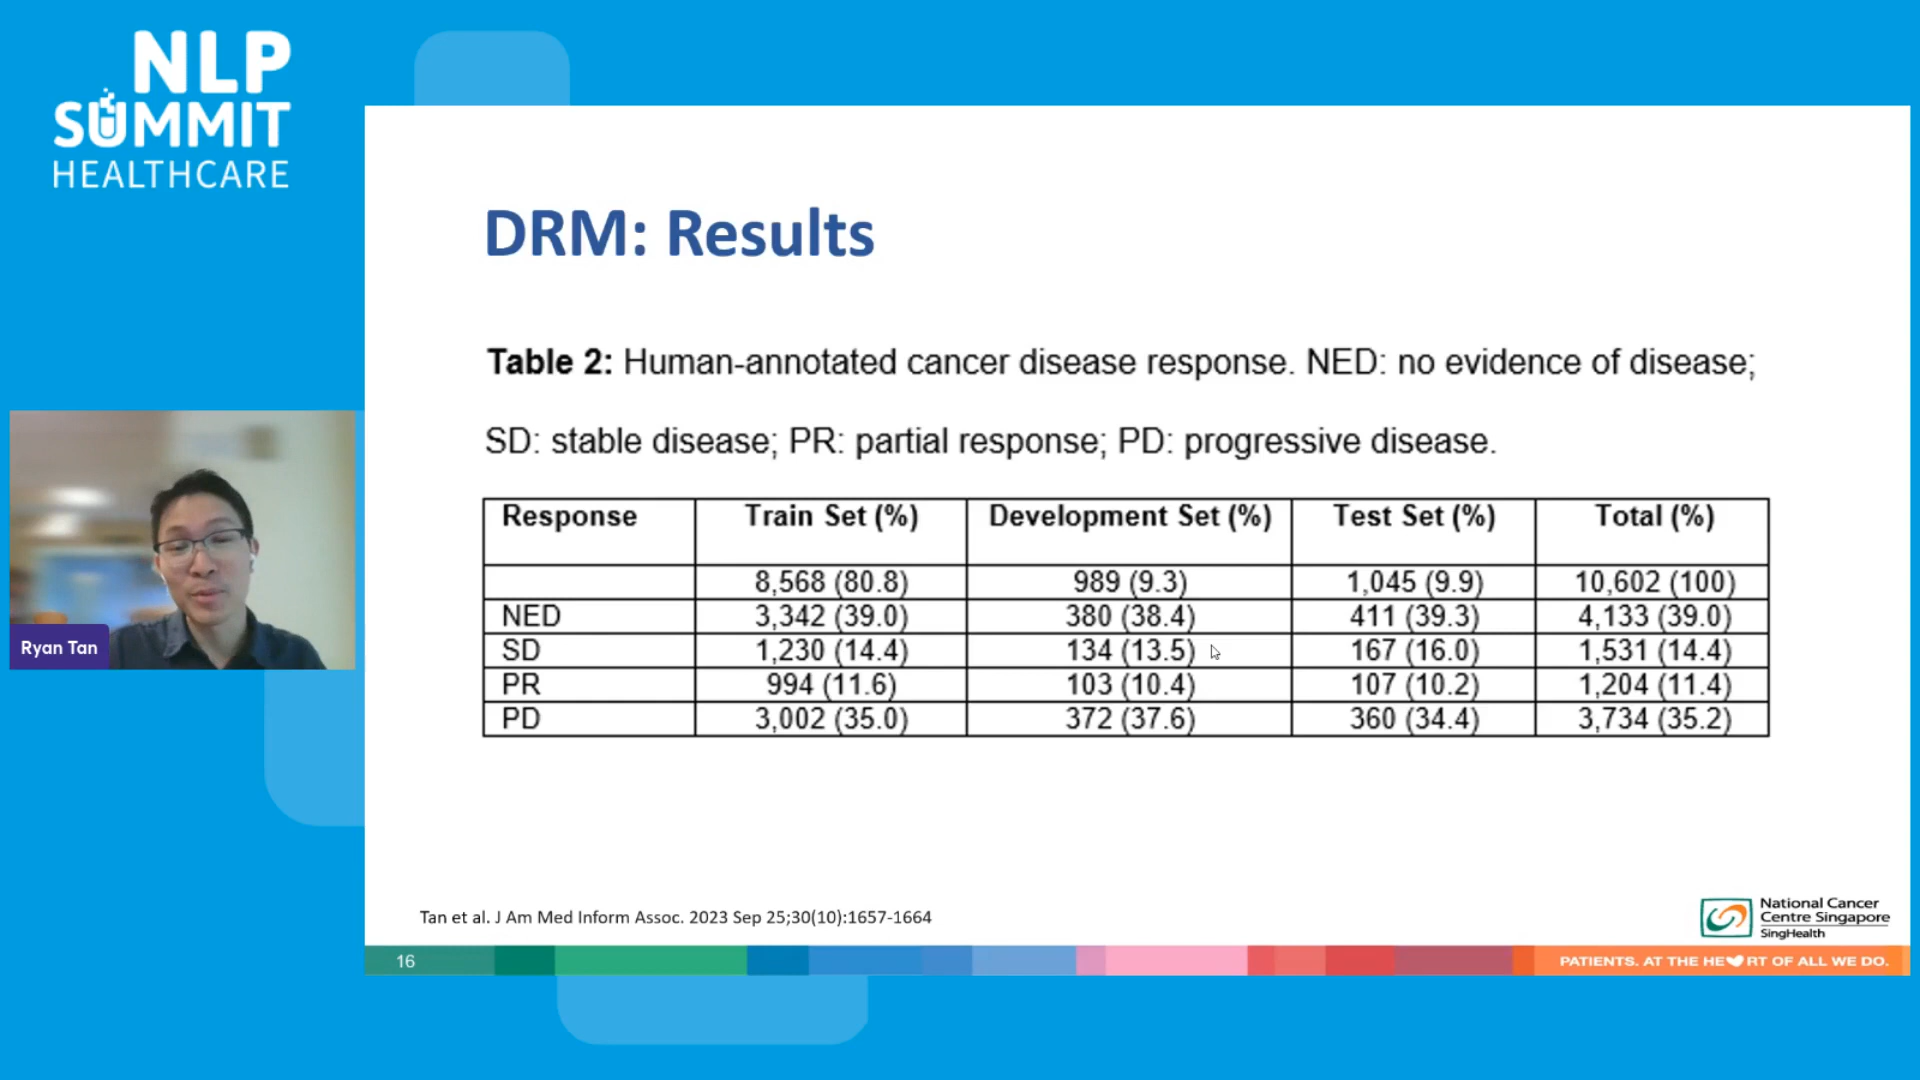 NLP
SUMMIT
HEALTHCARE
DRM: Results
Table 2: Human-annotated cancer disease response. NED: no evidence of disease;
SD: stable disease; PR: partial response; PD: progressive disease.
Response Train Set (%) Development Set (%) Test Set (%) Total (%)
8,568 (80.8) 989 (9.3) 1,045 (9.9) 10,602 (100)
NED 3,342 (39.0) 380 (38.4) 411 (39.3) 4,133 (39.0)
SD 1,230 (14.4) 134 (13.5) 167 (16.0) 1,531 (14.4)
PR 994 (11.6) 103 (10.4) 107 (10.2) 1,204 (11.4)
PD 3,002 (35.0) 372 (37.6) 360 (34.4) 3,734 (35.2)
Ryan Tan
Tan et al. J Am Med Inform Assoc. 2023 Sep 25;30(10):1657-1664
National Cancer
Centre Singapore
SingHealth
16
PATIENTS. AT THE HE♥RT OF ALL WE DO.